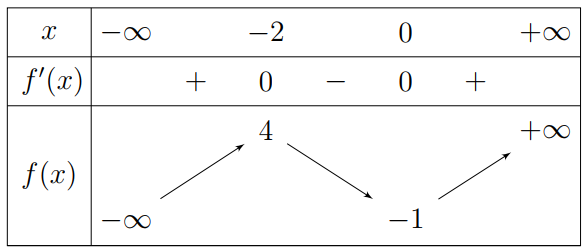 x −∞ −2 0 +∞
f′(x) + 0 − 0 +
4 +∞
f(x)
−∞ −1